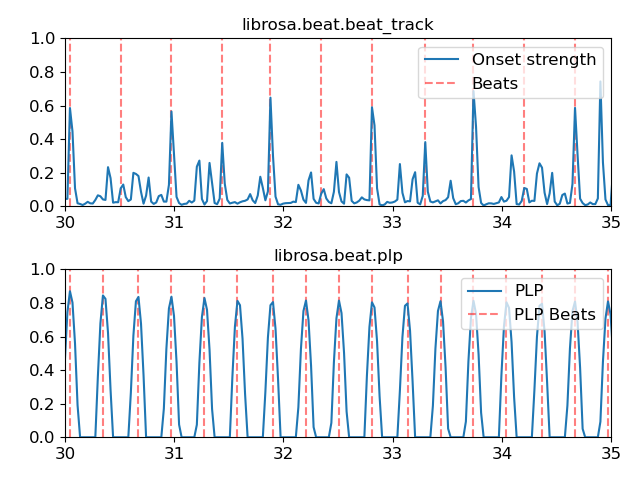 librosa.beat.beat_track
1.0
0.8
0.6
0.4
0.2
0.0
Onset strength
Beats
30 31 32 33 34 35
librosa.beat.plp
1.0
0.8
0.6
0.4
0.2
0.0
PLP
PLP Beats
30 31 32 33 34 35